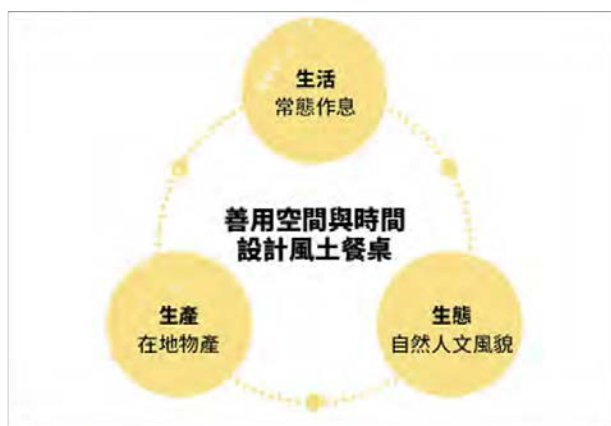 生活
常態作息
善用空間與時間
設計風土餐桌
生產
在地物產
生態
自然人文風貌